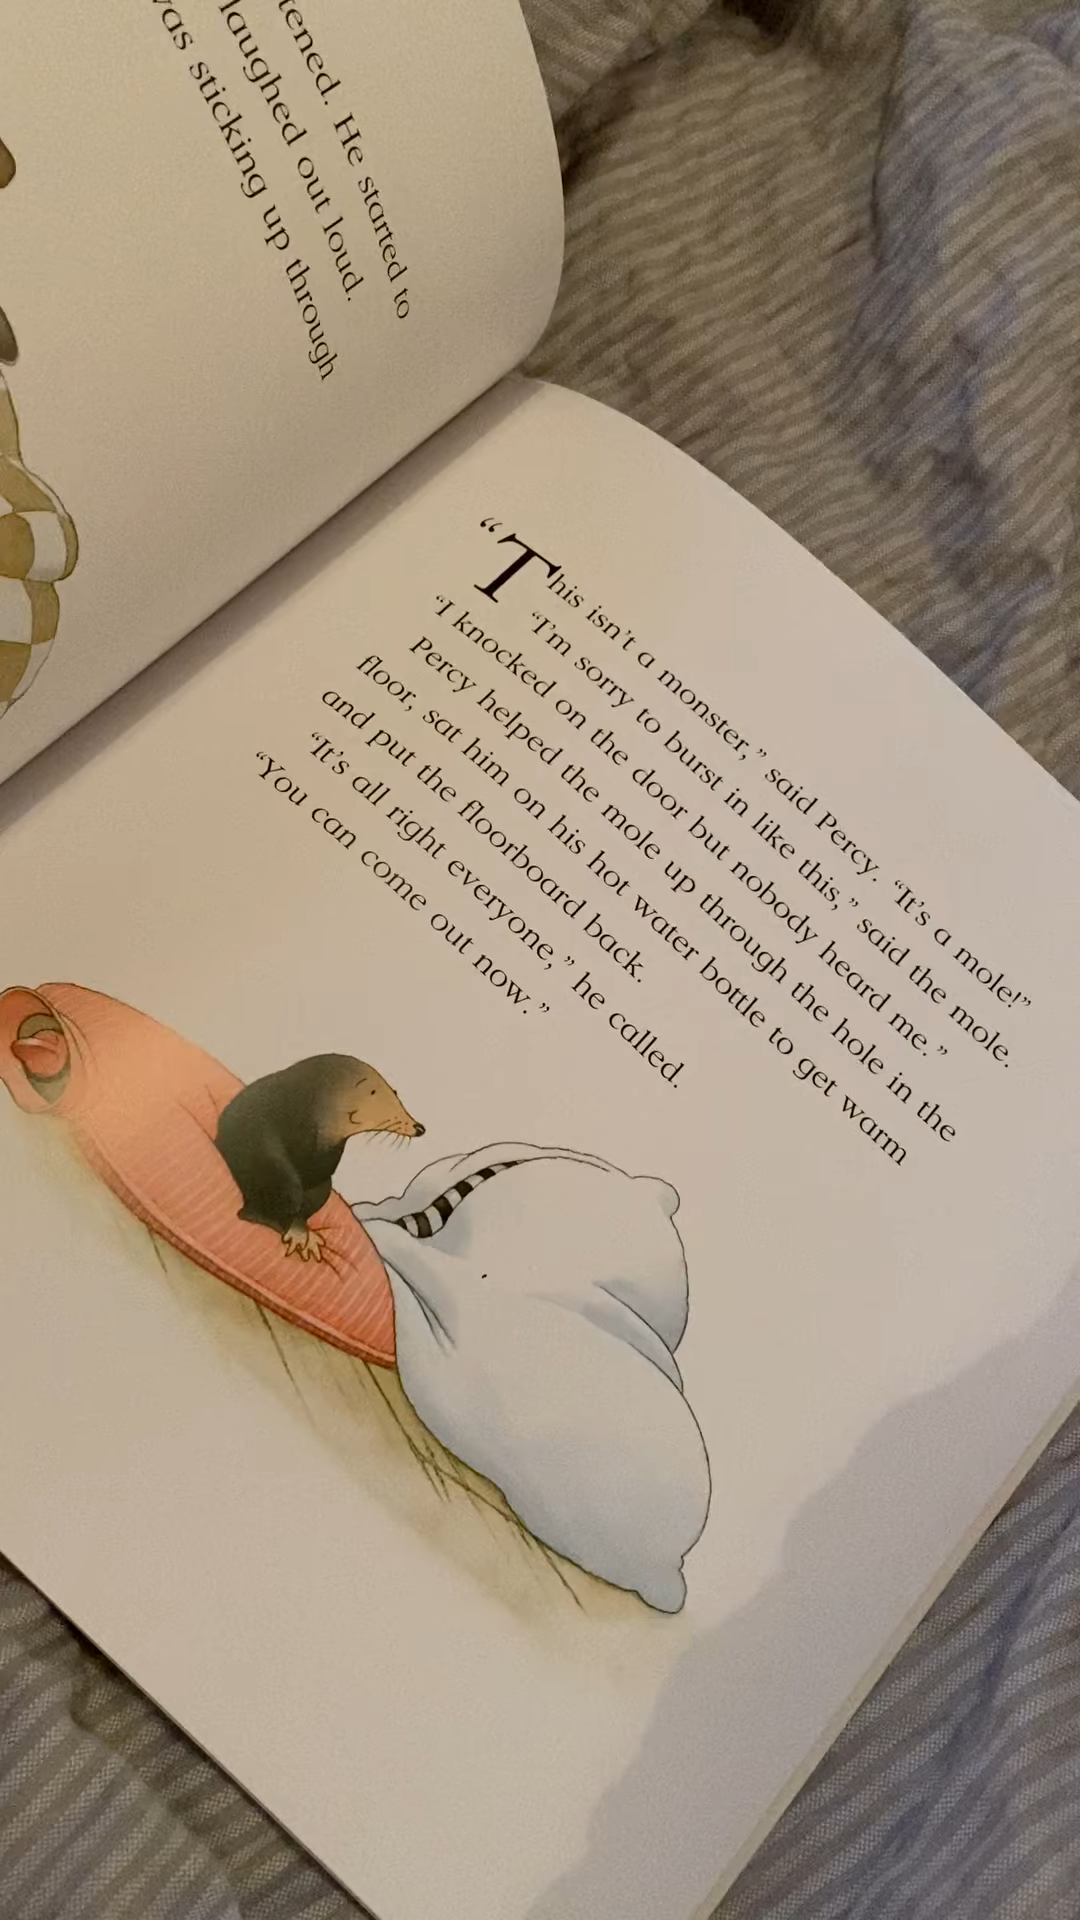 tened. He started to
laughed out loud.
was sticking up through
“This isn’t a monster,” said Percy. “It’s a mole!”
“I’m sorry to burst in like this,” said the mole.
“I knocked on the door but nobody heard me.”
Percy helped the mole up through the hole in the
floor, sat him on his hot water bottle to get warm
and put the floorboard back.
“It’s all right everyone,” he called.
“You can come out now.”